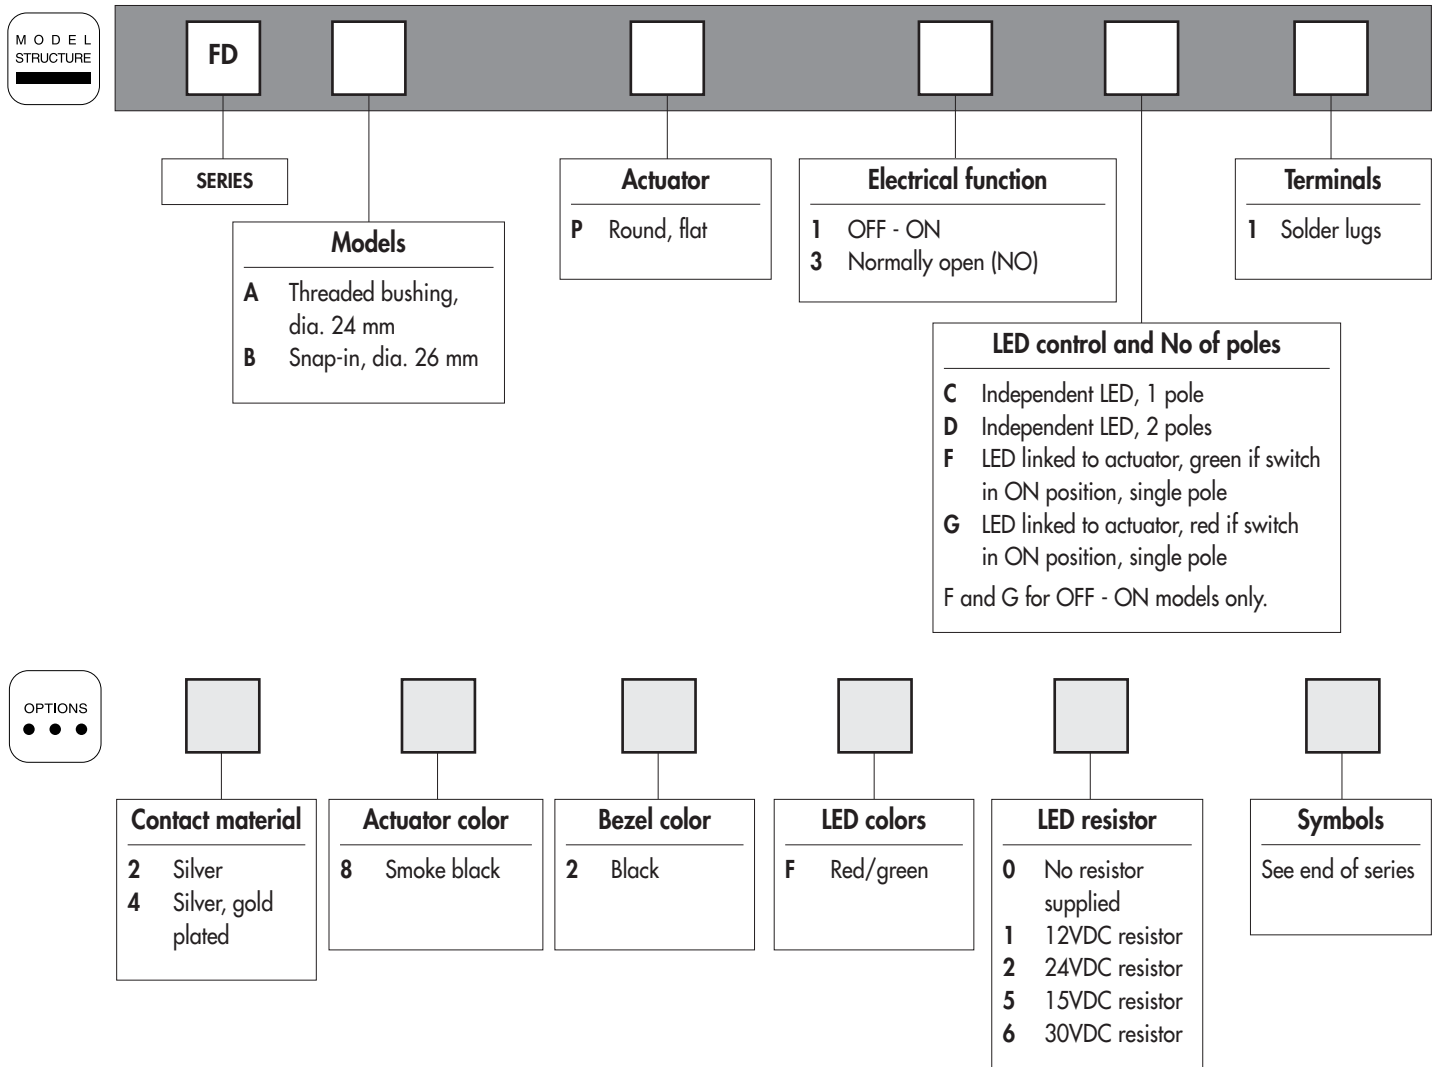 MODEL
STRUCTURE
FD
SERIES
Models
A Threaded bushing,
dia. 24 mm
B Snap-in, dia. 26 mm
Actuator
P Round, flat
Electrical function
1 OFF - ON
3 Normally open (NO)
LED control and No of poles
C Independent LED, 1 pole
D Independent LED, 2 poles
F LED linked to actuator, green if switch
in ON position, single pole
G LED linked to actuator, red if switch
in ON position, single pole
F and G for OFF - ON models only.
Terminals
1 Solder lugs
OPTIONS
Contact material
2 Silver
4 Silver, gold
plated
Actuator color
8 Smoke black
Bezel color
2 Black
LED colors
F Red/green
LED resistor
0 No resistor
supplied
1 12VDC resistor
2 24VDC resistor
5 15VDC resistor
6 30VDC resistor
Symbols
See end of series